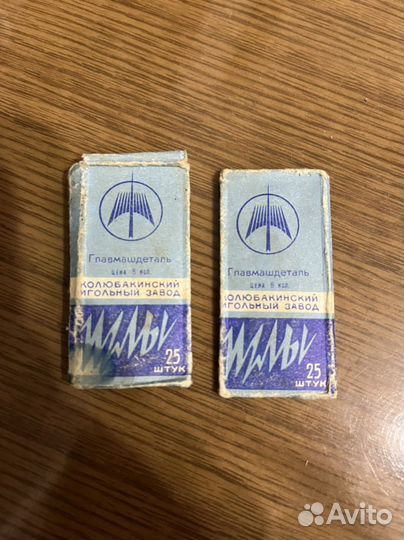 Главмашдеталь
ЦЕНА 5 КОП.
КОЛЮБАКИНСКИЙ
ИГОЛЬНЫЙ ЗАВОД
ИГЛЫ
25
ШТУК
Главмашдеталь
ЦЕНА 5 КОП.
КОЛЮБАКИНСКИЙ
ИГОЛЬНЫЙ ЗАВОД
ИГЛЫ
25
ШТУК
Avito